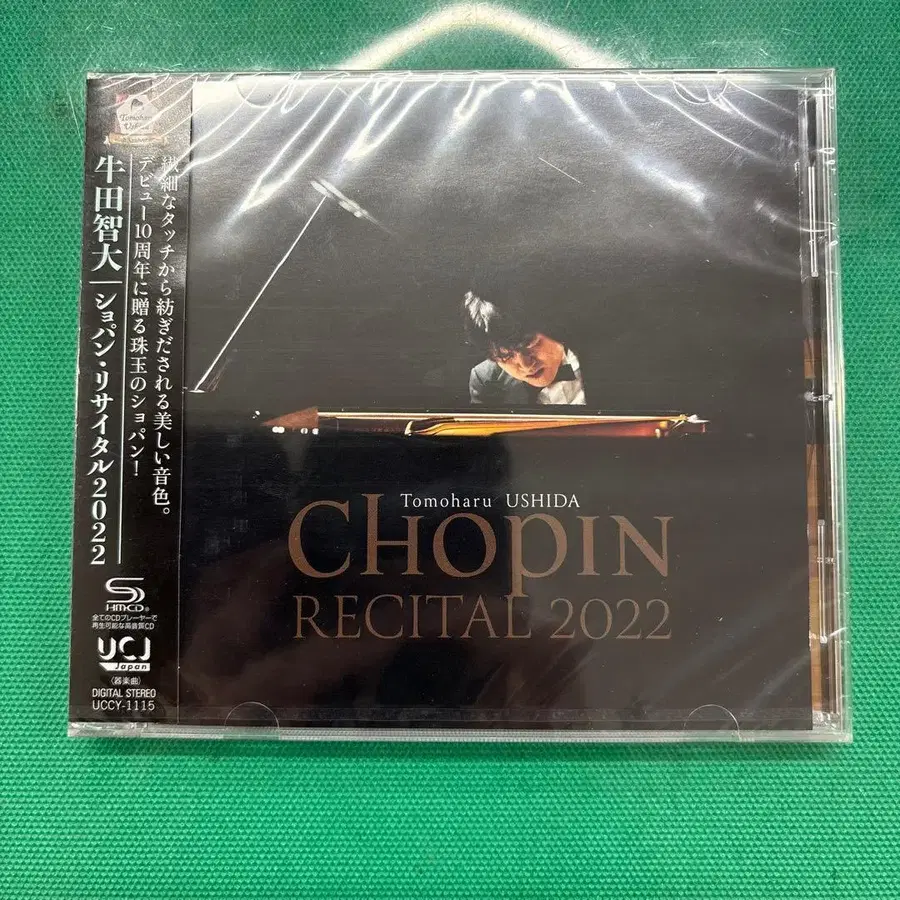 Tomoharu
繊細なタッチから紡ぎだされる美しい音色。
デビュー10周年に贈る珠玉のショパン！
牛田智大
ショパン・リサイタル2022
SHMCD
全てのCDプレーヤーで
再生可能な高音質CD
UCJ
Japan
〈器楽曲〉
DIGITAL STEREO
UCCY-1115
Tomoharu USHIDA
CHOPIN
RECITAL 2022